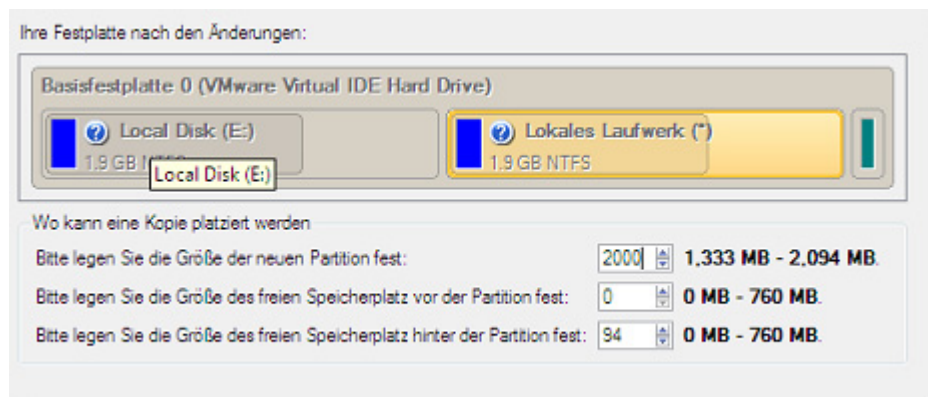 Ihre Festplatte nach den Änderungen:
Basisfestplatte 0 (VMware Virtual IDE Hard Drive)
Local Disk (E:)
1.9 GB NTFS
Local Disk (E:)
Lokales Laufwerk (*)
1.9 GB NTFS
Wo kann eine Kopie platziert werden
Bitte legen Sie die Größe der neuen Partition fest: 2000 1,333 MB - 2,094 MB.
Bitte legen Sie die Größe des freien Speicherplatz vor der Partition fest: 0 0 MB - 760 MB.
Bitte legen Sie die Größe des freien Speicherplatz hinter der Partition fest: 94 0 MB - 760 MB.